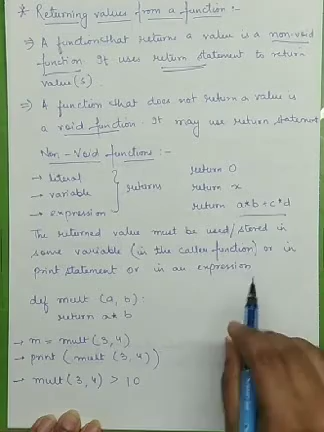 * Returning values from a function :-
⇒ A function that returns a value is a non-void
function. It uses return statement to return
value(s).
⇒ A function that does not return a value is
a void function. It may use return statement
Non-Void functions :-
→ literal
→ variable
→ expression } returns
return 0
return x
return a*b+c*d
The returned value must be used/stored in
some variable (in the caller function) or in
print statement or in an expression
def mult (a, b):
return a* b
→ m = mult(3,4)
→ print (mult (3,4))
→ mult(3,4) > 10